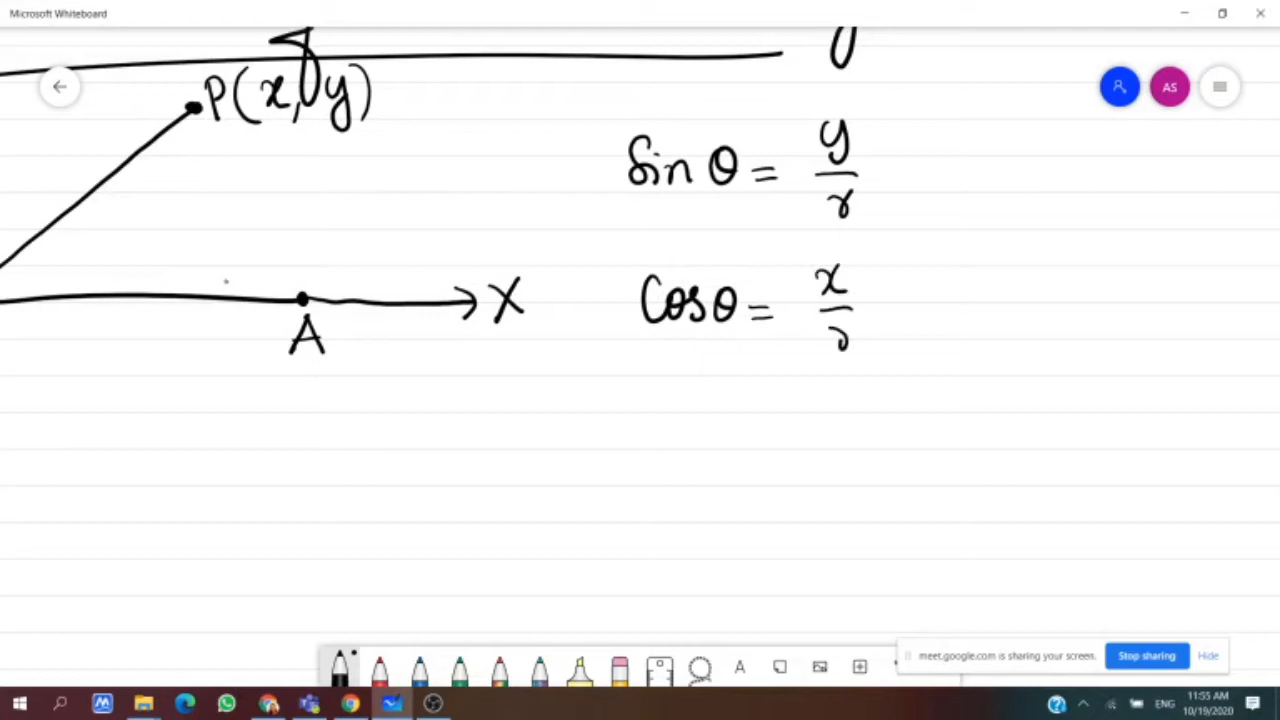 Microsoft Whiteboard
P(x, y)
AS
sin θ = y/r
cos θ = x/r
X
A
A
meet.google.com is sharing your screen.
Stop sharing
Hide
ENG
11:55 AM
10/19/2020